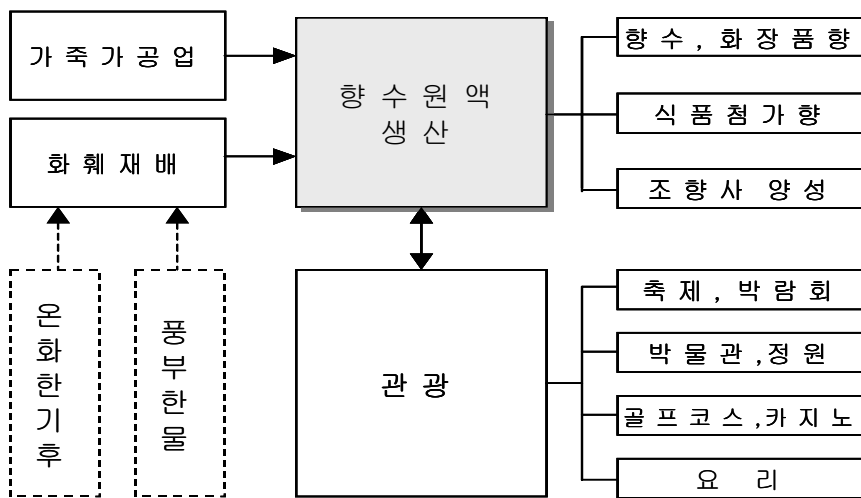 가죽가공업
화훼재배
온화한기후
풍부한물
향수원액
생산
관광
향수, 화장품향
식품첨가향
조향사 양성
축제, 박람회
박물관,정원
골프코스,카지노
요 리